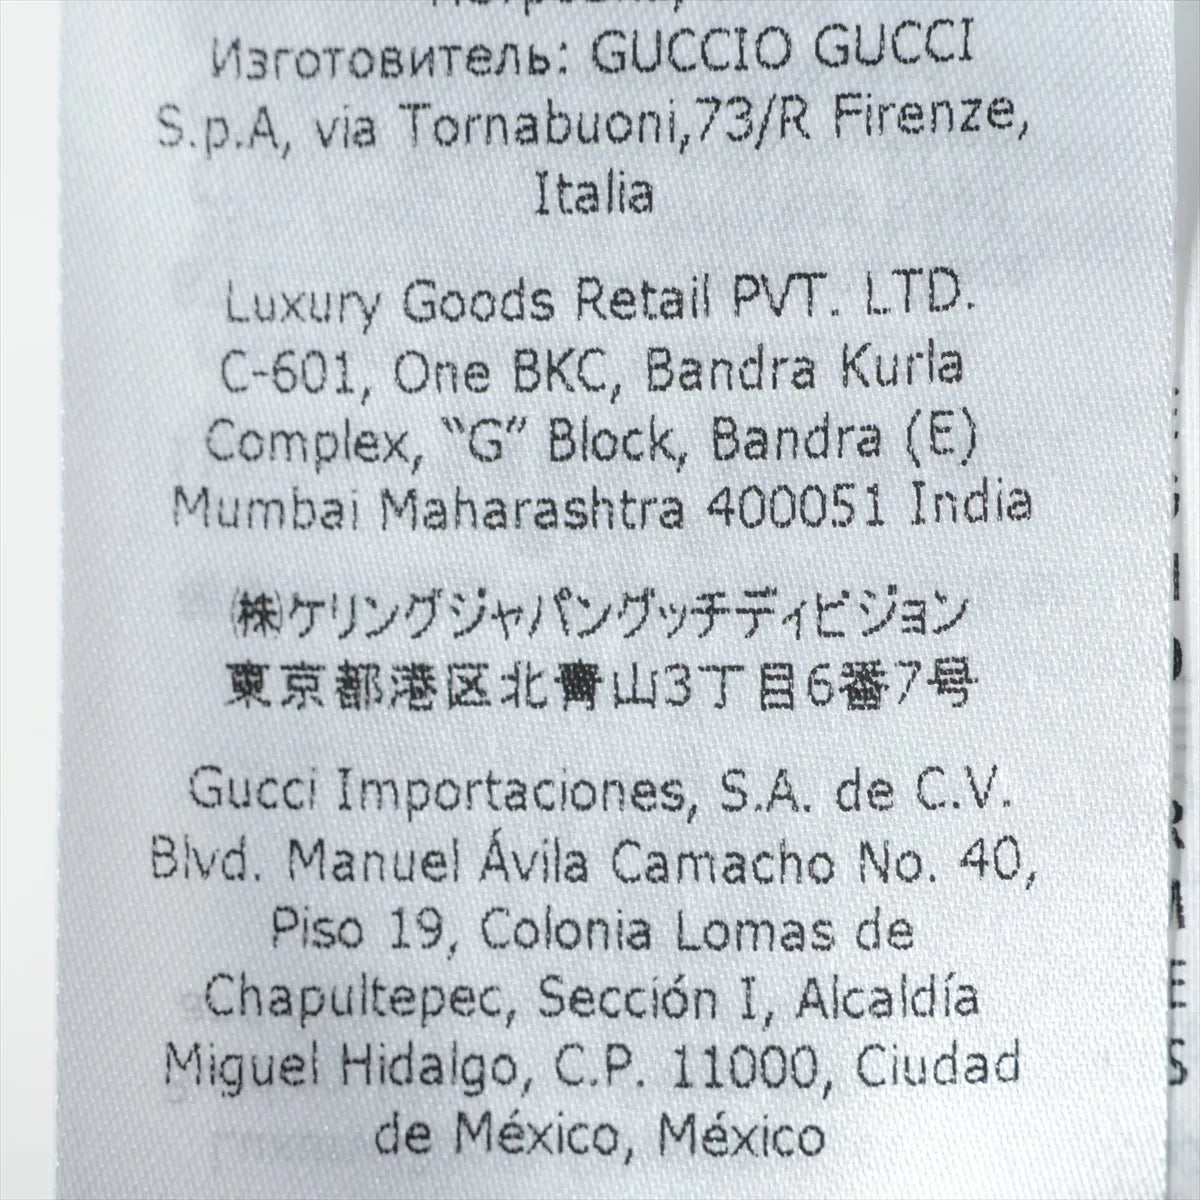 Изготовитель: GUCCIO GUCCI
S.p.A, via Tornabuoni,73/R Firenze,
Italia
Luxury Goods Retail PVT. LTD.
C-601, One BKC, Bandra Kurla
Complex, “G” Block, Bandra (E)
Mumbai Maharashtra 400051 India
㈱ケリングジャパングッチディビジョン
東京都港区北青山3丁目6番7号
Gucci Importaciones, S.A. de C.V.
Blvd. Manuel Ávila Camacho No. 40,
Piso 19, Colonia Lomas de
Chapultepec, Sección I, Alcaldía
Miguel Hidalgo, C.P. 11000, Ciudad
de México, México